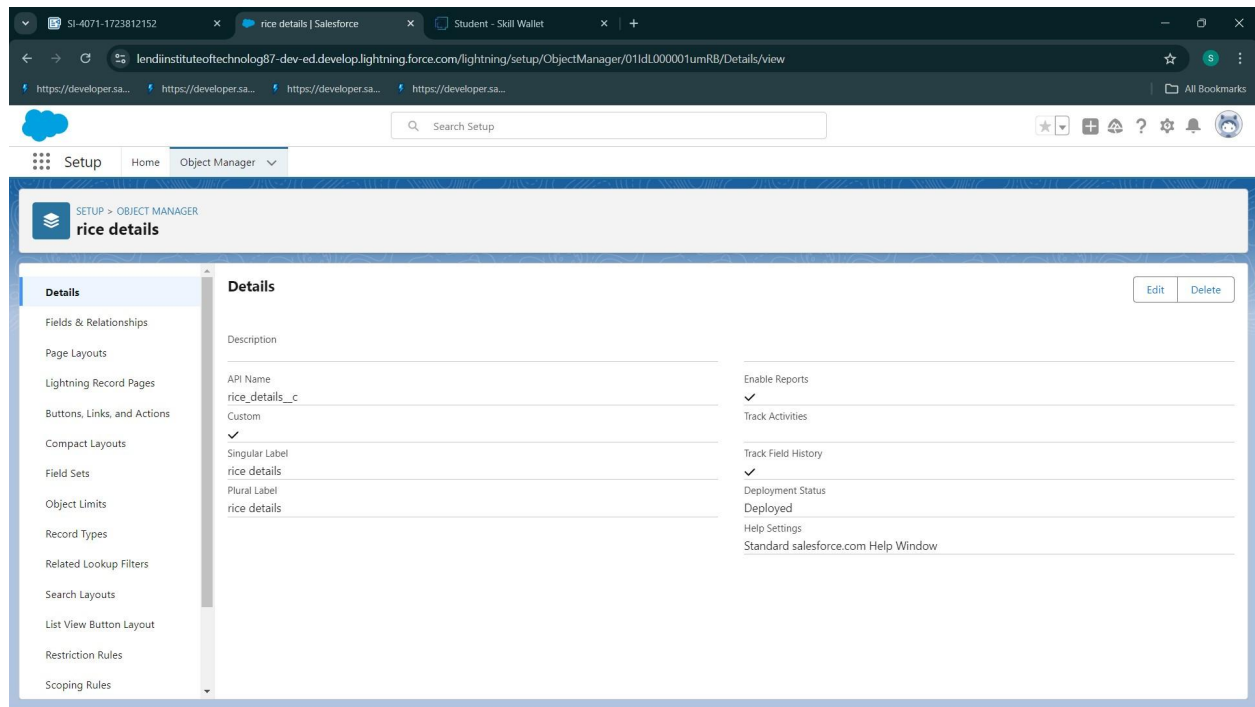 SI-4071-1723812152
rice details | Salesforce
Student - Skill Wallet
lendiinstituteoftechnolog87-dev-ed.develop.lightning.force.com/lightning/setup/ObjectManager/01IdL000001umRB/Details/view
S
https://developer.sa... https://developer.sa... https://developer.sa... https://developer.sa... All Bookmarks
Search Setup
Setup Home Object Manager
SETUP > OBJECT MANAGER
rice details
Details
Fields & Relationships
Page Layouts
Lightning Record Pages
Buttons, Links, and Actions
Compact Layouts
Field Sets
Object Limits
Record Types
Related Lookup Filters
Search Layouts
List View Button Layout
Restriction Rules
Scoping Rules
Details
Edit Delete
Description
API Name
rice_details__c
Custom
Singular Label
rice details
Plural Label
rice details
Enable Reports
Track Activities
Track Field History
Deployment Status
Deployed
Help Settings
Standard salesforce.com Help Window